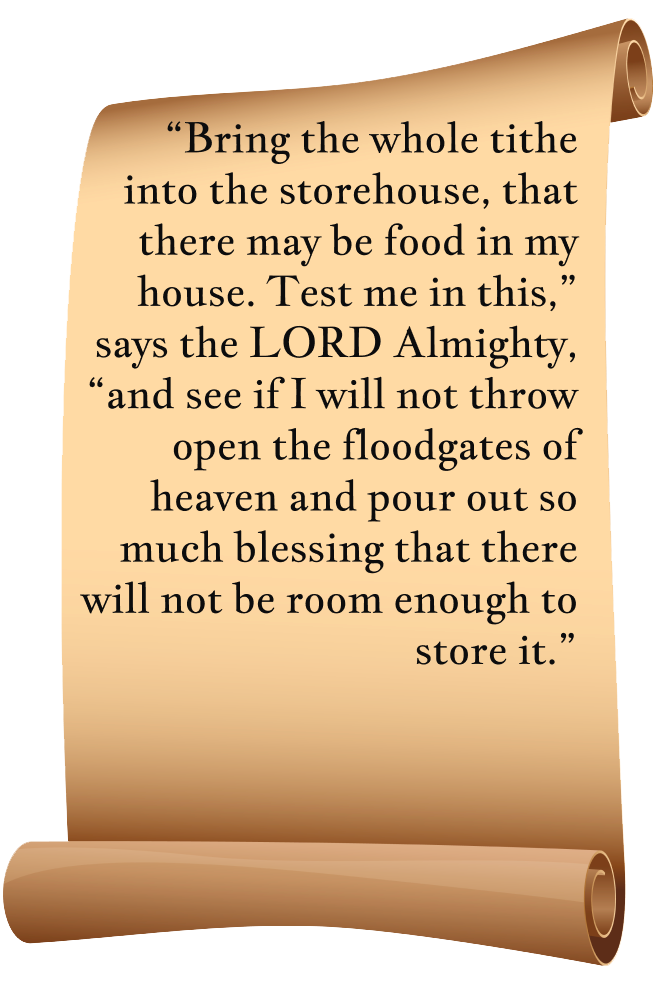 “Bring the whole tithe
into the storehouse, that
there may be food in my
house. Test me in this,”
says the LORD Almighty,
“and see if I will not throw
open the floodgates of
heaven and pour out so
much blessing that there
will not be room enough to
store it.”